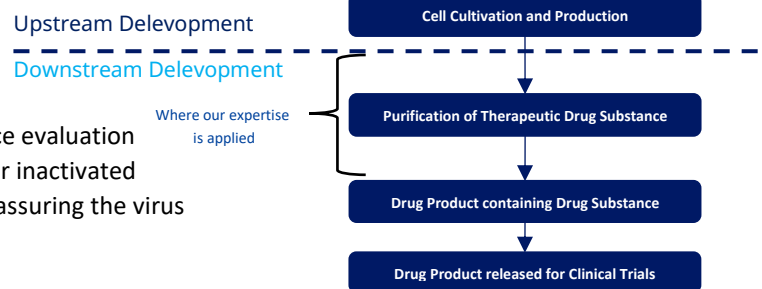 Upstream Delevopment
Cell Cultivation and Production
Downstream Delevopment
Where our expertise
is applied
Purification of Therapeutic Drug Substance
ce evaluation
r inactivated
assuring the virus
Drug Product containing Drug Substance
Drug Product released for Clinical Trials